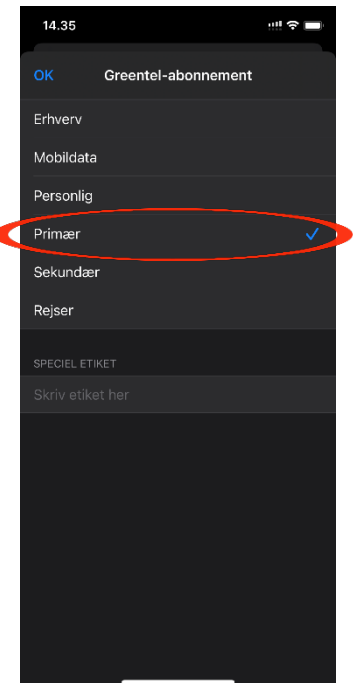 14.35
OK Greentel-abonnement
Erhverv
Mobildata
Personlig
Primær
Sekundær
Rejser
SPECIEL ETIKET
Skriv etiket her